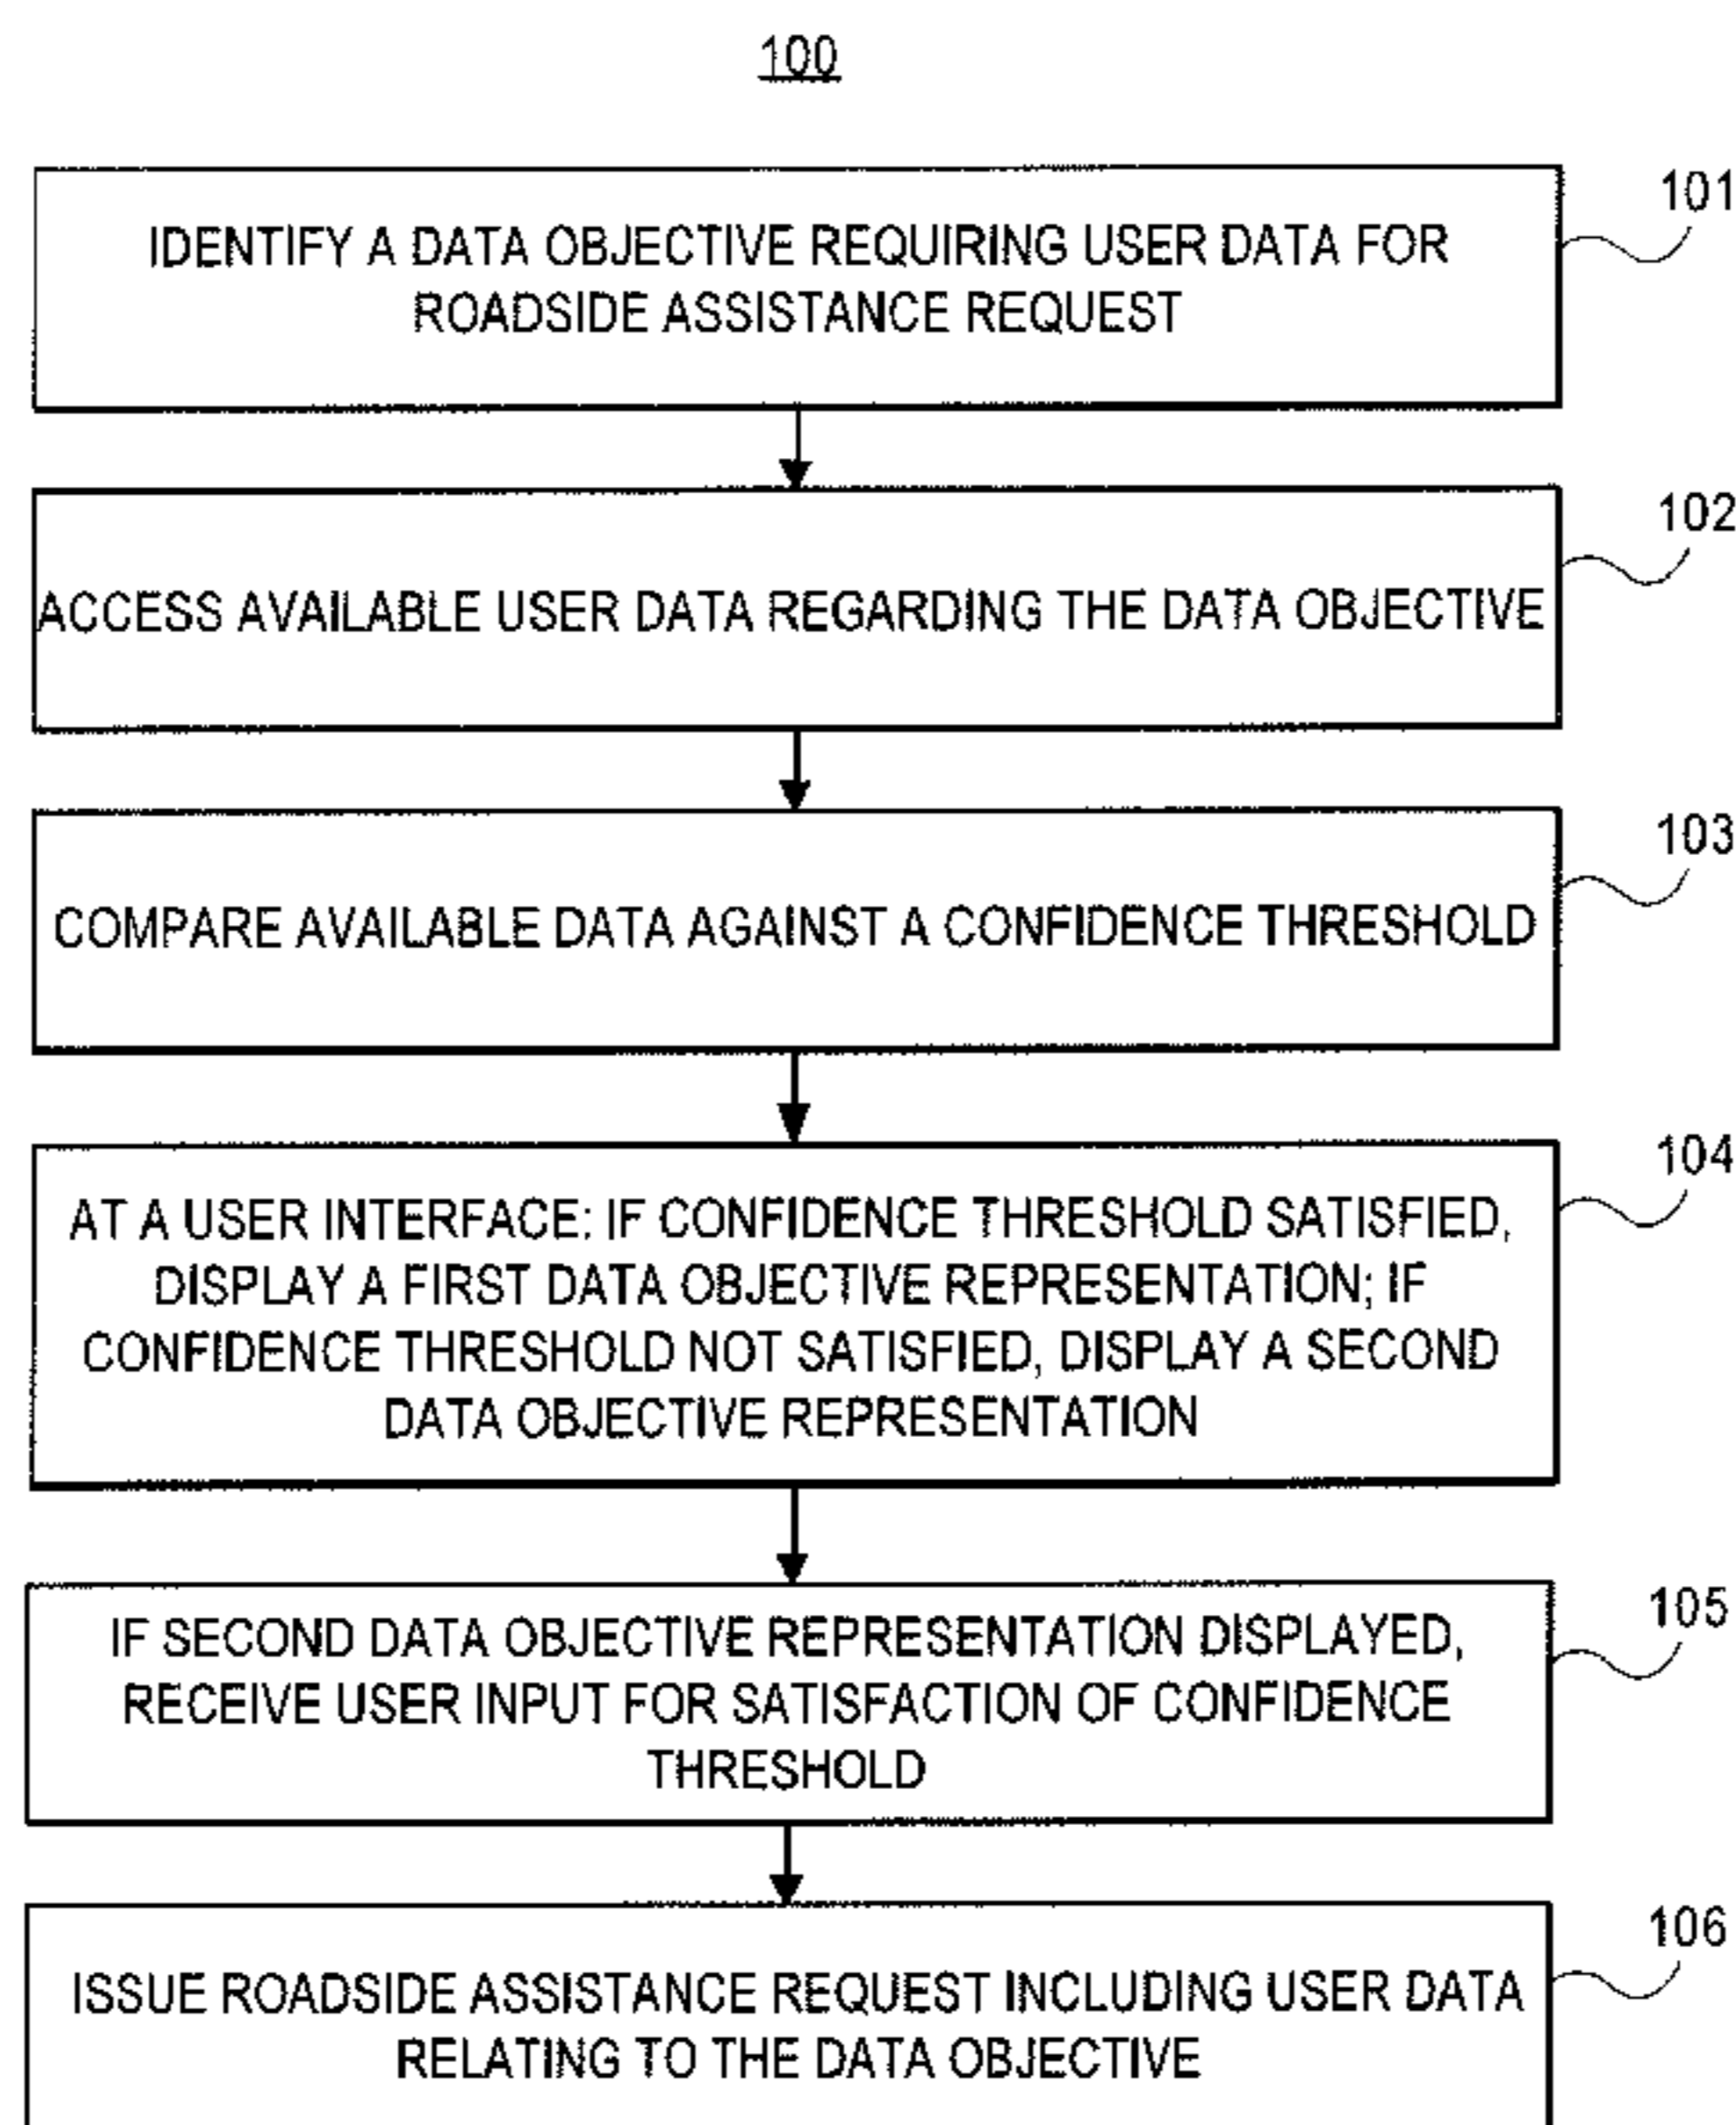 100
101
IDENTIFY A DATA OBJECTIVE REQUIRING USER DATA FOR
ROADSIDE ASSISTANCE REQUEST
102
ACCESS AVAILABLE USER DATA REGARDING THE DATA OBJECTIVE
103
COMPARE AVAILABLE DATA AGAINST A CONFIDENCE THRESHOLD
104
AT A USER INTERFACE: IF CONFIDENCE THRESHOLD SATISFIED,
DISPLAY A FIRST DATA OBJECTIVE REPRESENTATION; IF
CONFIDENCE THRESHOLD NOT SATISFIED, DISPLAY A SECOND
DATA OBJECTIVE REPRESENTATION
105
IF SECOND DATA OBJECTIVE REPRESENTATION DISPLAYED,
RECEIVE USER INPUT FOR SATISFACTION OF CONFIDENCE
THRESHOLD
106
ISSUE ROADSIDE ASSISTANCE REQUEST INCLUDING USER DATA
RELATING TO THE DATA OBJECTIVE